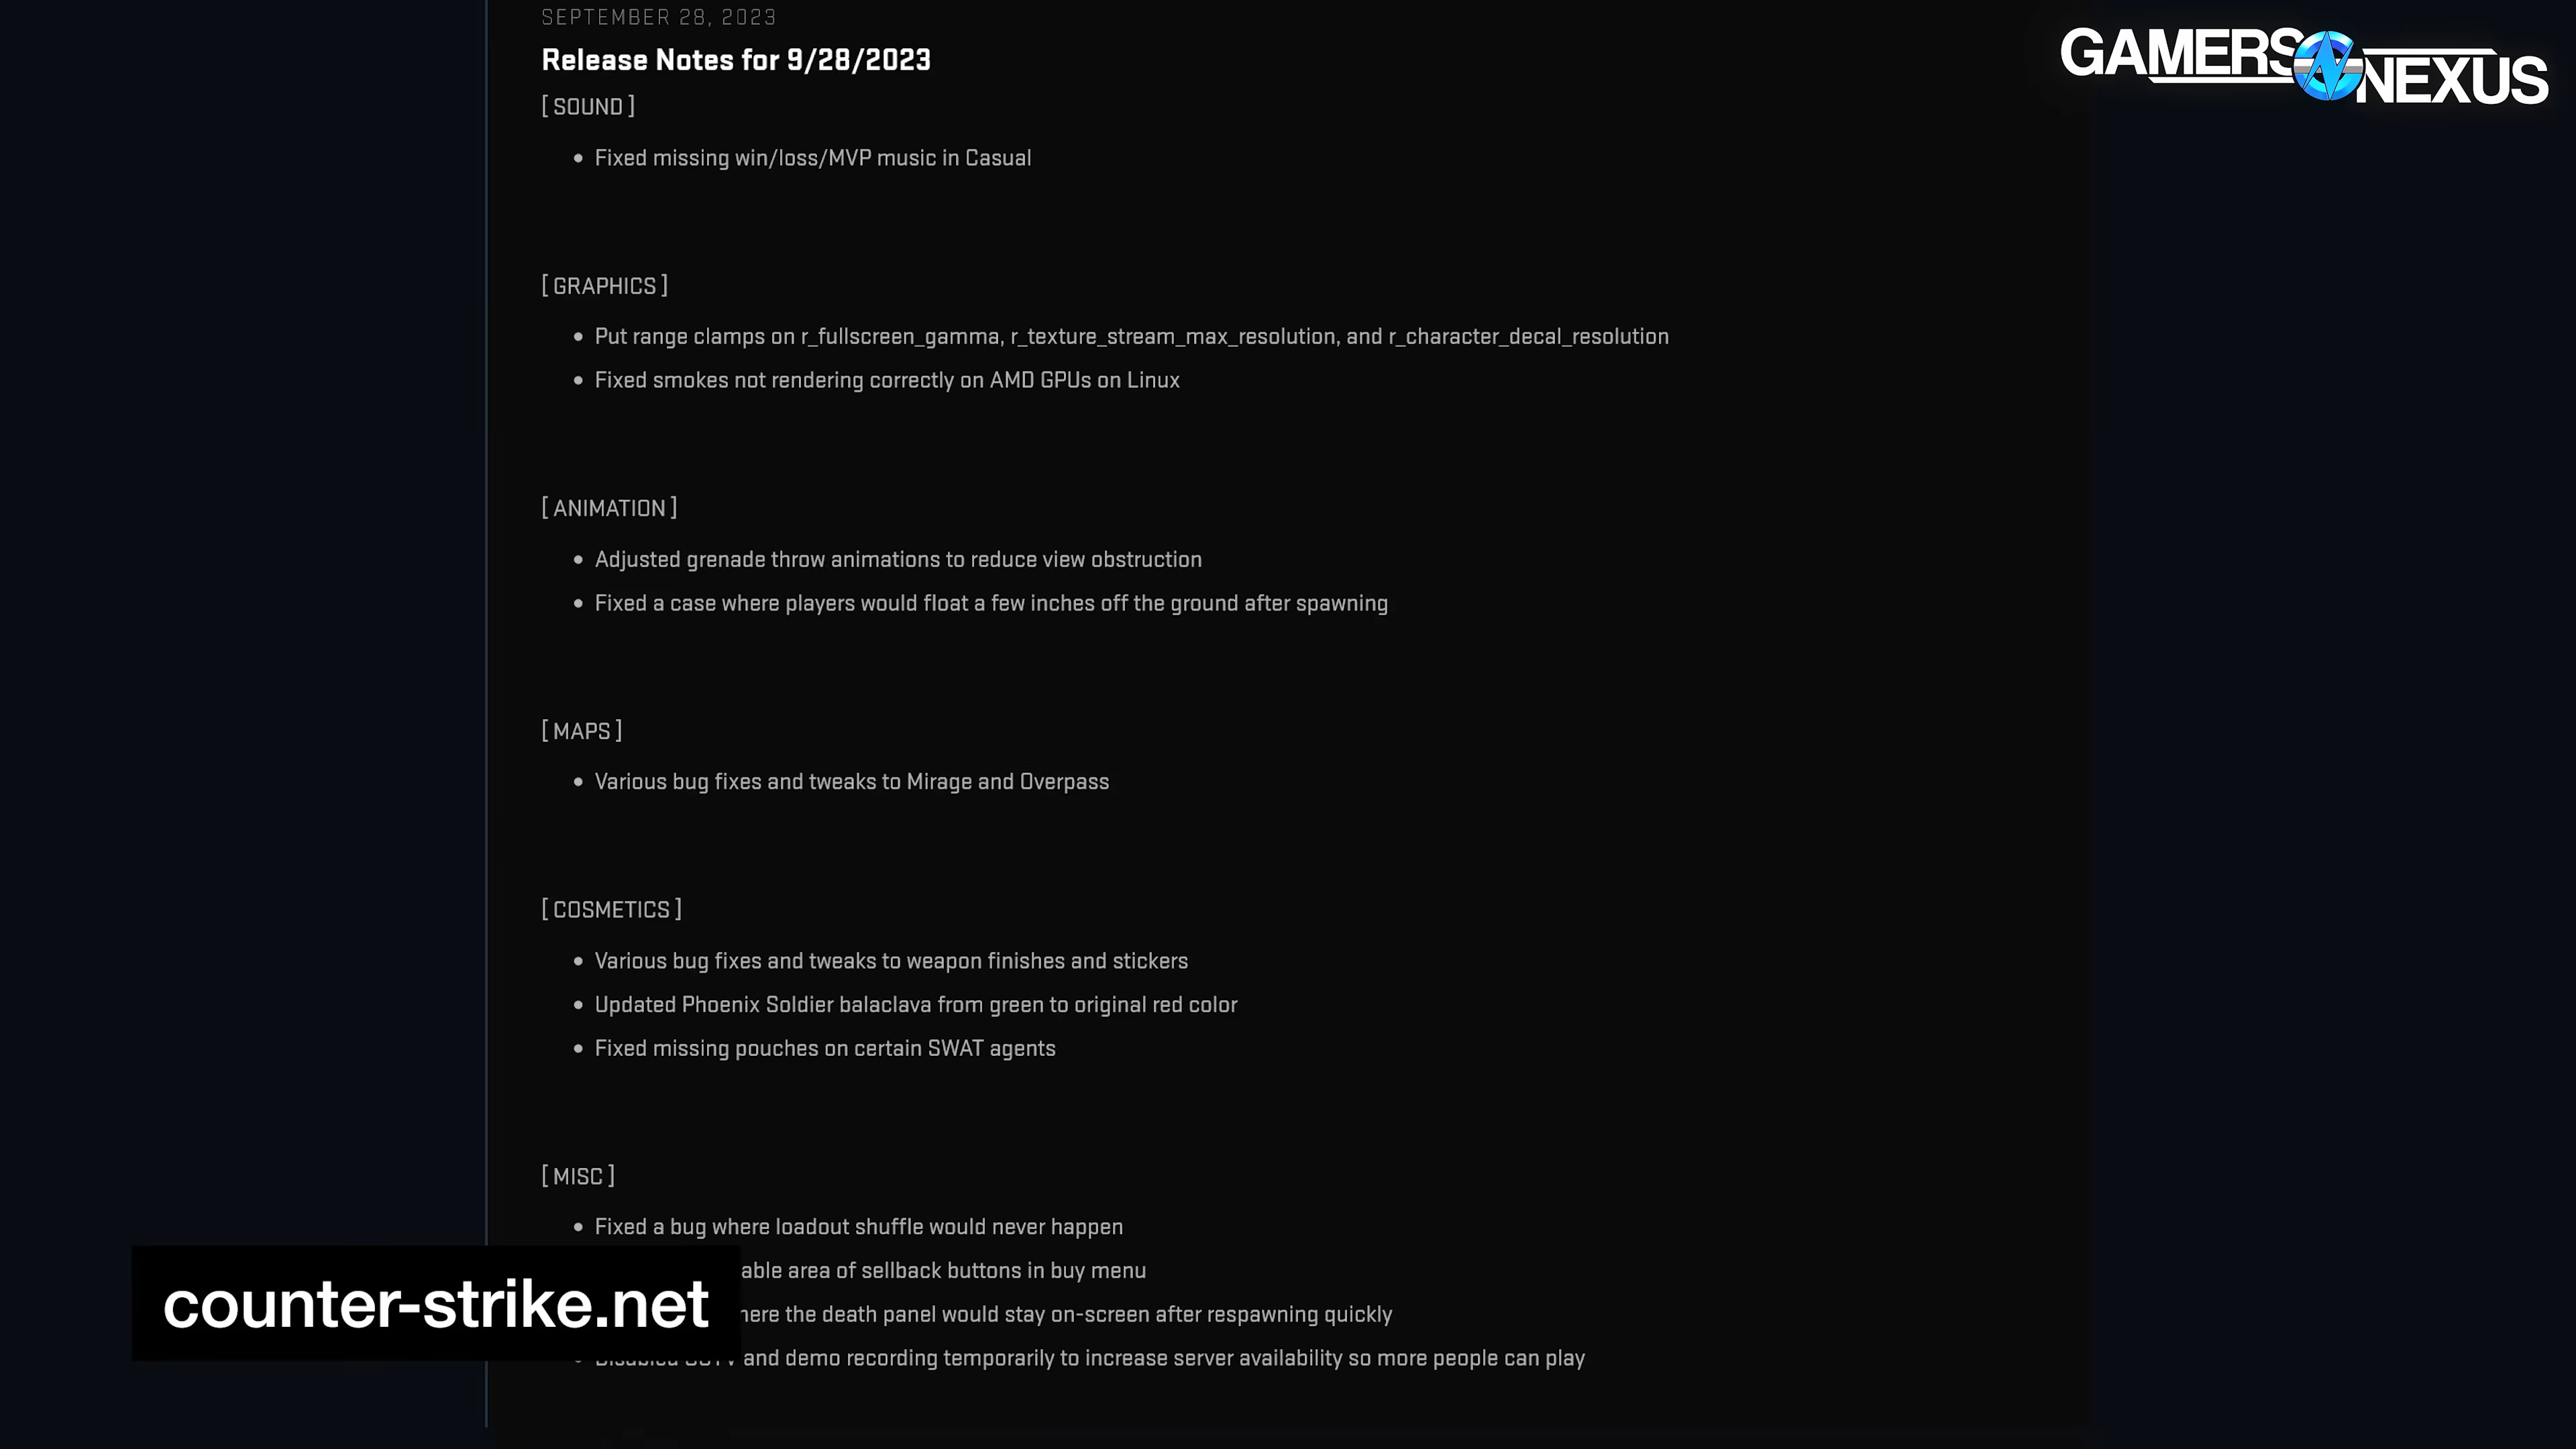 SEPTEMBER 28, 2023
GAMERS NEXUS
Release Notes for 9/28/2023
[ SOUND ]
• Fixed missing win/loss/MVP music in Casual
[ GRAPHICS ]
• Put range clamps on r_fullscreen_gamma, r_texture_stream_max_resolution, and r_character_decal_resolution
• Fixed smokes not rendering correctly on AMD GPUs on Linux
[ ANIMATION ]
• Adjusted grenade throw animations to reduce view obstruction
• Fixed a case where players would float a few inches off the ground after spawning
[ MAPS ]
• Various bug fixes and tweaks to Mirage and Overpass
[ COSMETICS ]
• Various bug fixes and tweaks to weapon finishes and stickers
• Updated Phoenix Soldier balaclava from green to original red color
• Fixed missing pouches on certain SWAT agents
[ MISC ]
• Fixed a bug where loadout shuffle would never happen
area of sellback buttons in buy menu
the death panel would stay on-screen after respawning quickly
and demo recording temporarily to increase server availability so more people can play
counter-strike.net